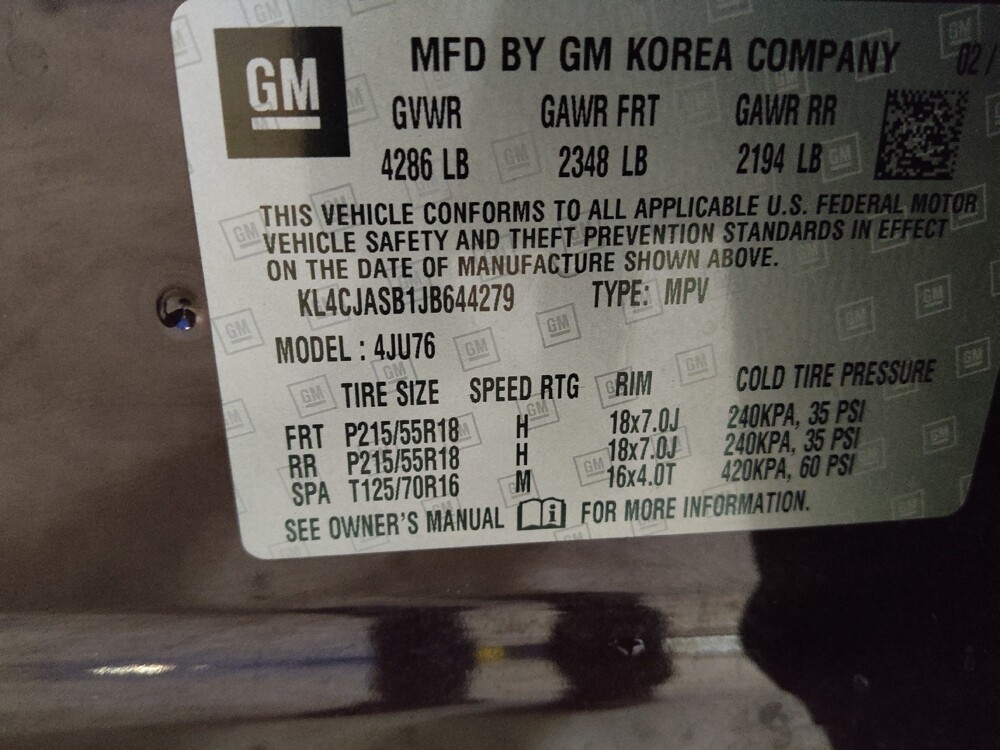 GM
MFD BY GM KOREA COMPANY 02/
GVWR GAWR FRT GAWR RR
4286 LB 2348 LB 2194 LB
THIS VEHICLE CONFORMS TO ALL APPLICABLE U.S. FEDERAL MOTOR
VEHICLE SAFETY AND THEFT PREVENTION STANDARDS IN EFFECT
ON THE DATE OF MANUFACTURE SHOWN ABOVE.
KL4CJASB1JB644279 TYPE: MPV
MODEL : 4JU76
TIRE SIZE SPEED RTG RIM COLD TIRE PRESSURE
FRT P215/55R18 H 18x7.0J 240KPA, 35 PSI
RR P215/55R18 H 18x7.0J 240KPA, 35 PSI
SPA T125/70R16 M 16x4.0T 420KPA, 60 PSI
SEE OWNER'S MANUAL FOR MORE INFORMATION.